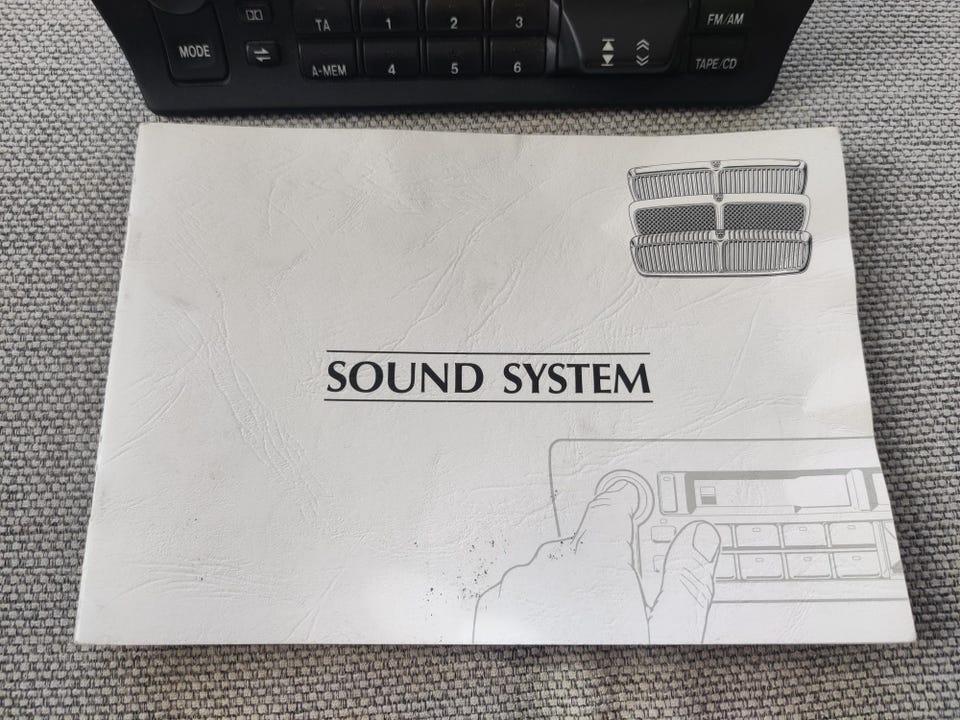 TA 1 2 3 FM/AM
MODE
A-MEM 4 5 6 TAPE/CD
SOUND SYSTEM